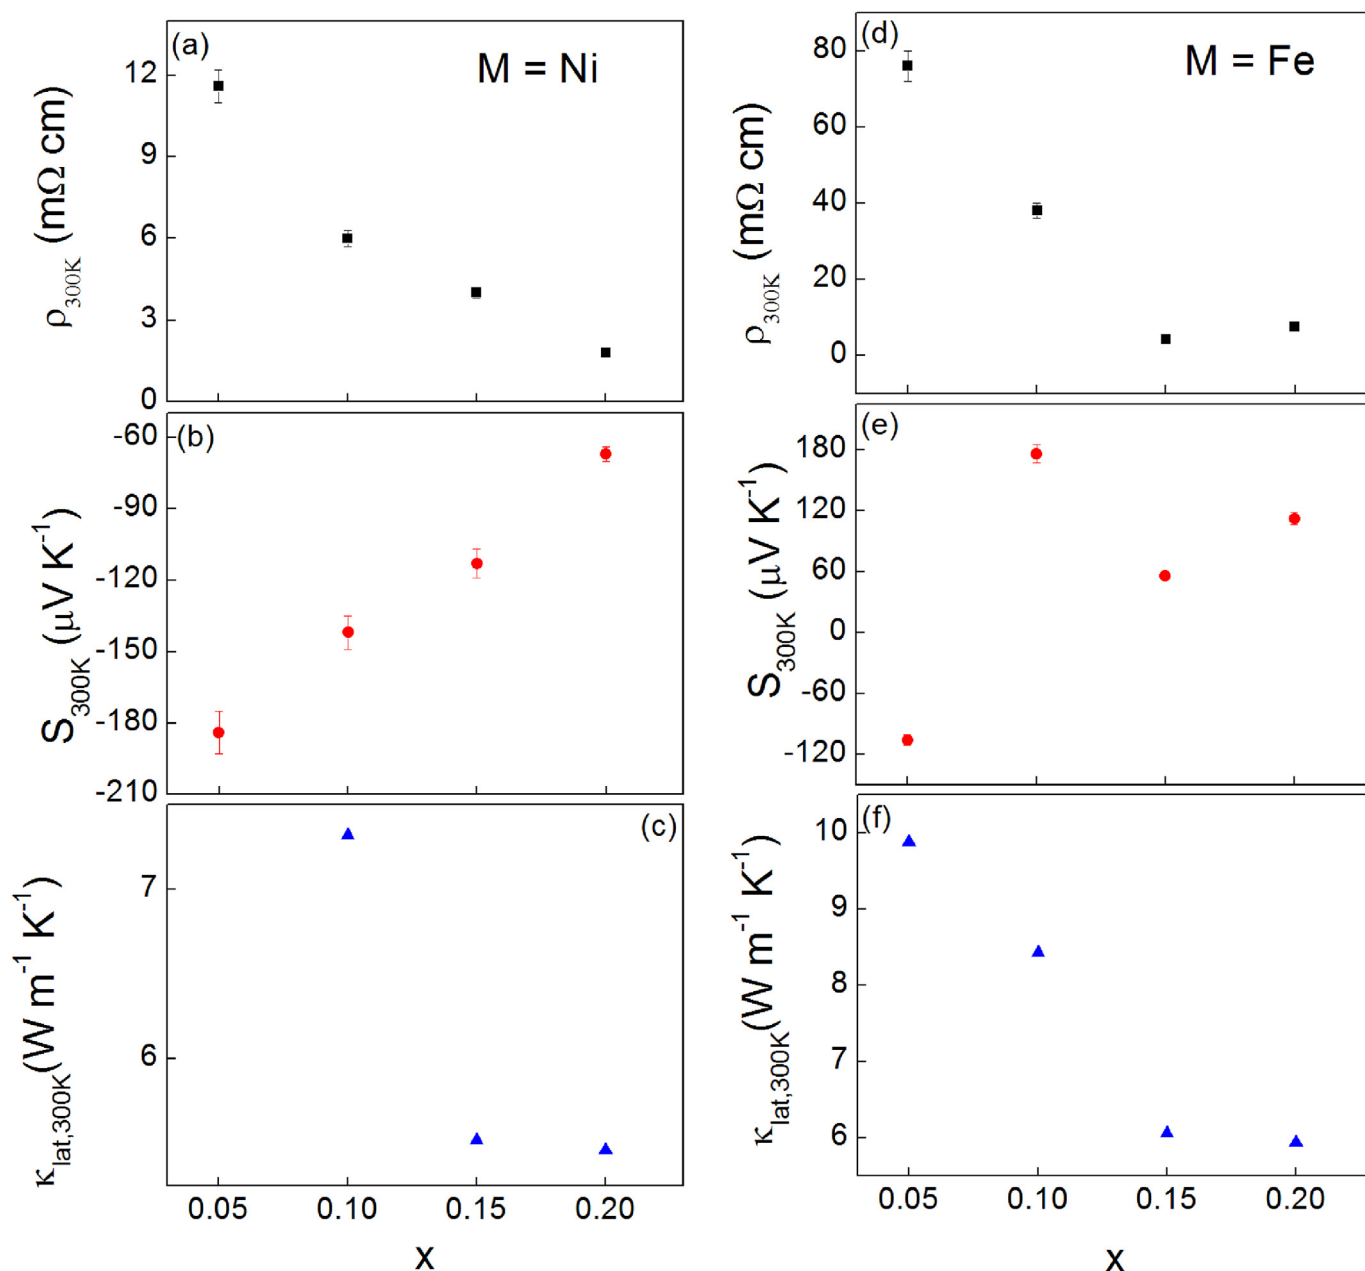 (a)
M = Ni
12
9
6
3
0
ρ300K (mΩ cm)
(b)
-60
-90
-120
-150
-180
-210
S300K (μV K-1)
(c)
7
6
κlat,300K(W m-1 K-1)
0.05 0.10 0.15 0.20
x
(d)
M = Fe
80
60
40
20
0
ρ300K (mΩ cm)
(e)
180
120
60
0
-60
-120
S300K (μV K-1)
(f)
10
9
8
7
6
κlat,300K(W m-1 K-1)
0.05 0.10 0.15 0.20
x